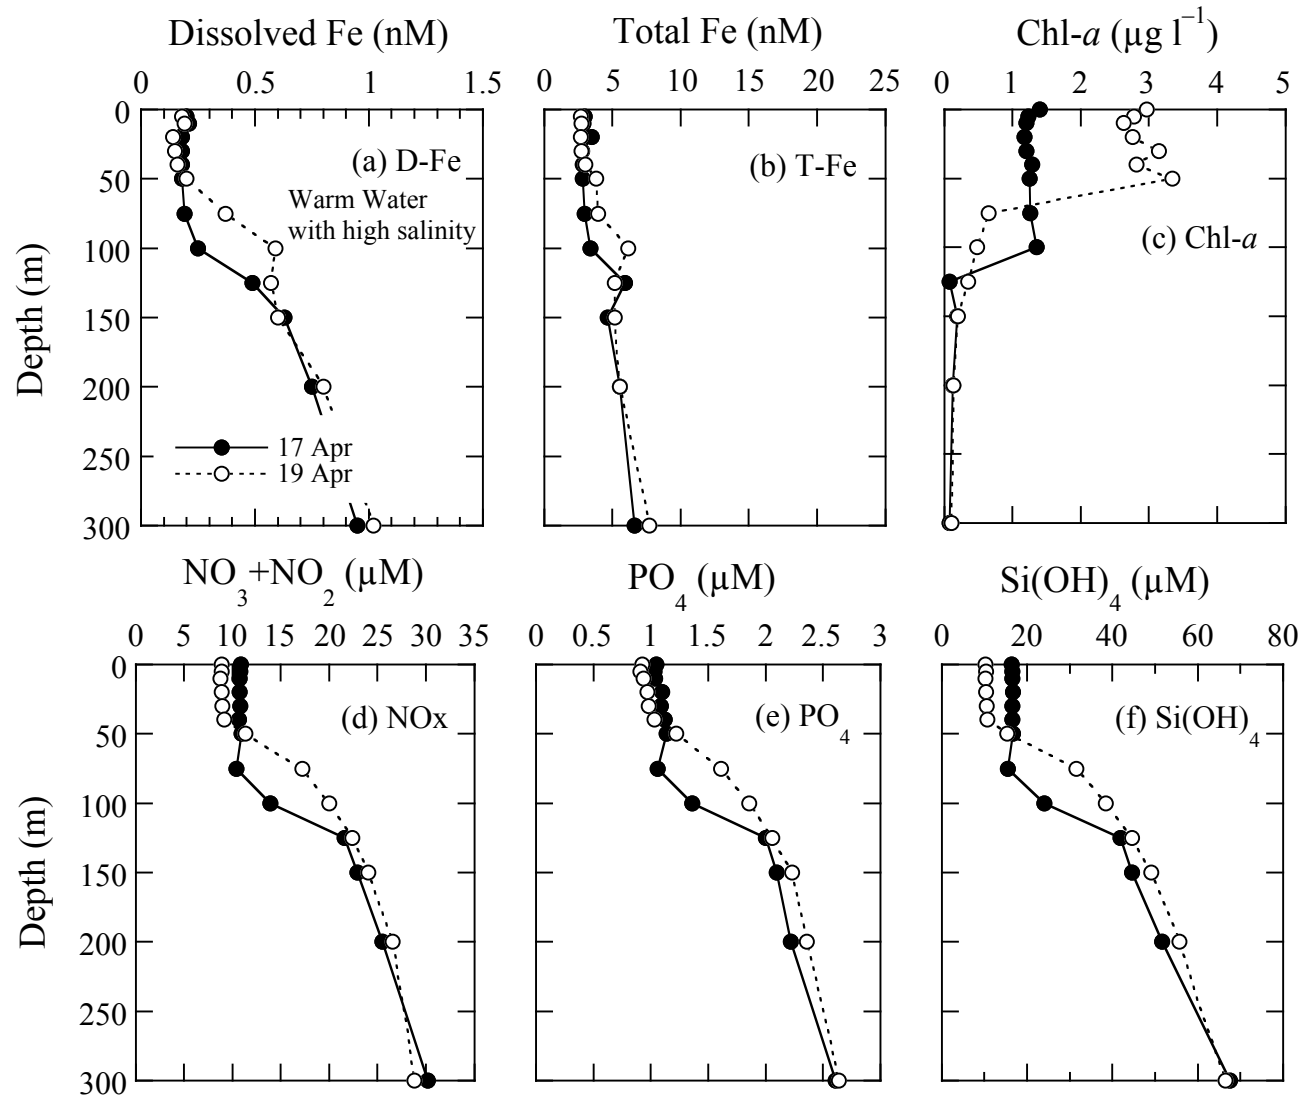 Dissolved Fe (nM)
Total Fe (nM)
Chl-a (µg l⁻¹)
0 0.5 1 1.5
0 5 10 15 20 25
0 1 2 3 4 5
Depth (m)
0
50
100
150
200
250
300
(a) D-Fe
Warm Water
with high salinity
17 Apr
19 Apr
(b) T-Fe
(c) Chl-a
NO₃+NO₂ (µM)
PO₄ (µM)
Si(OH)₄ (µM)
0 5 10 15 20 25 30 35
0 0.5 1 1.5 2 2.5 3
0 20 40 60 80
Depth (m)
0
50
100
150
200
250
300
(d) NOx
(e) PO₄
(f) Si(OH)₄